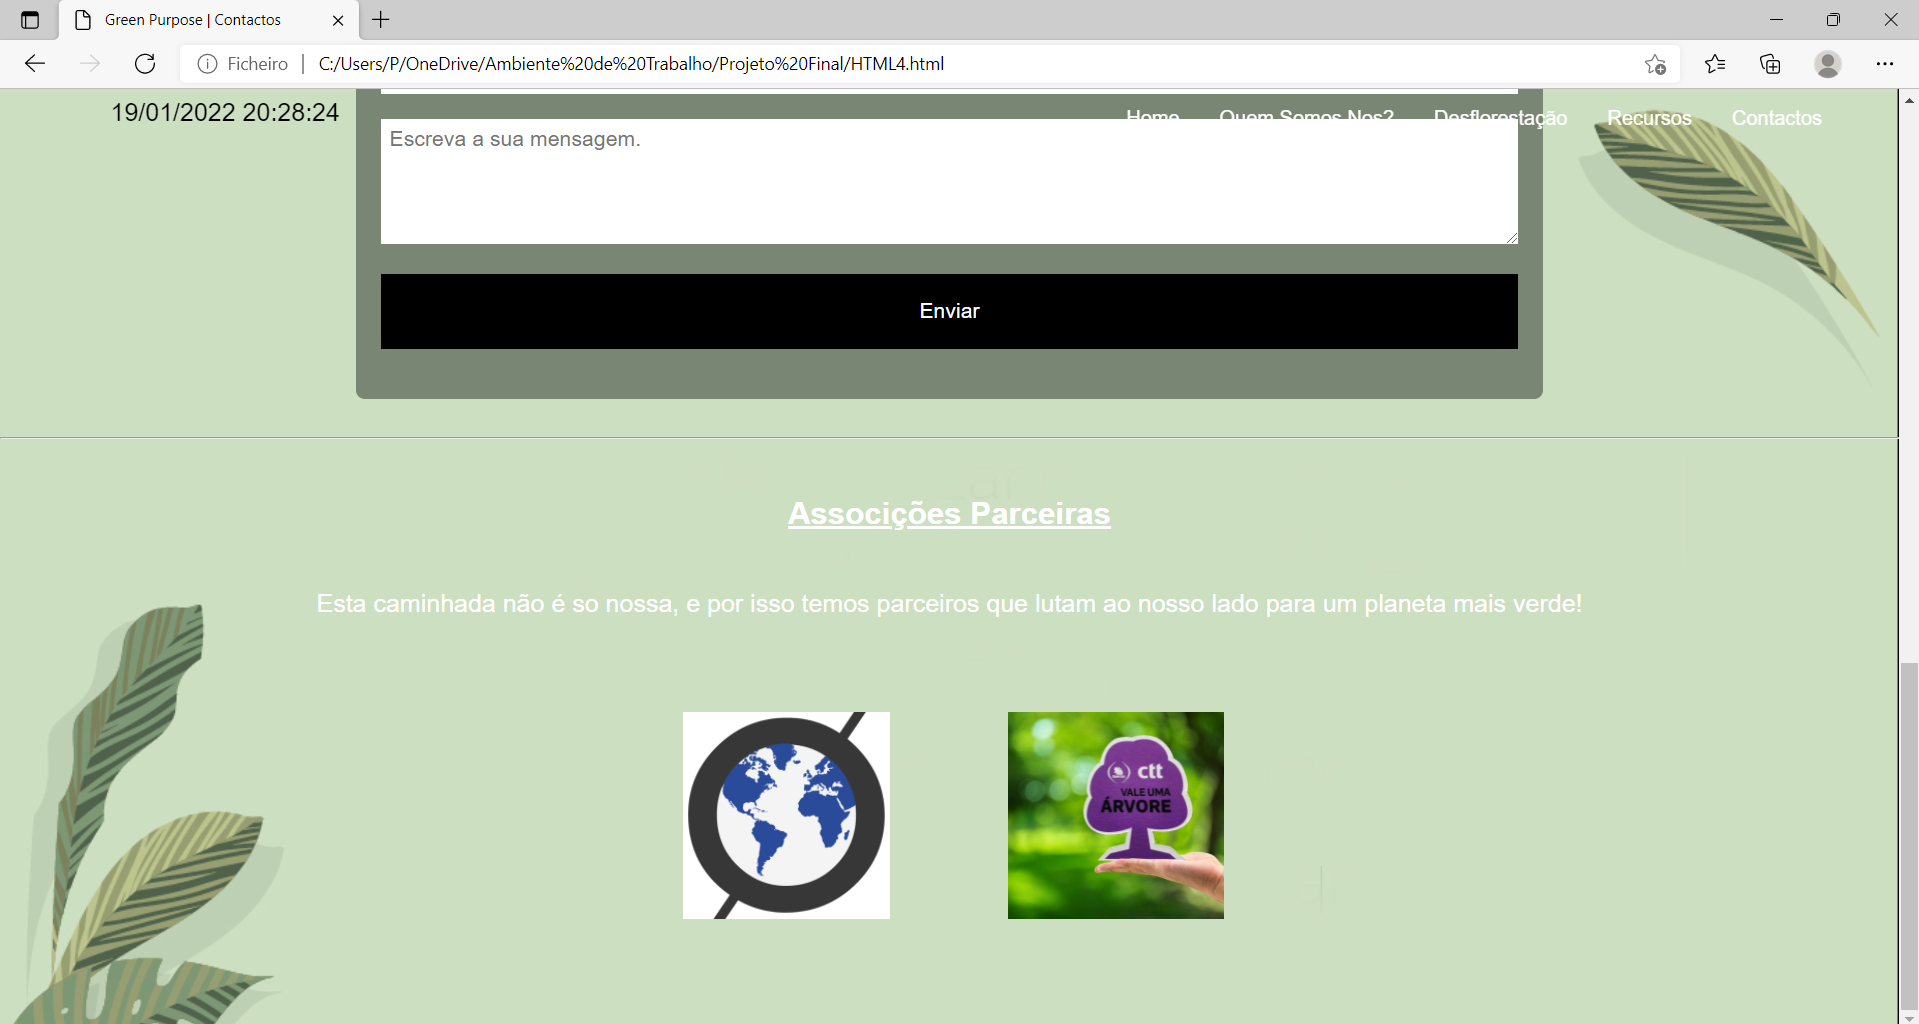 Green Purpose | Contactos
Ficheiro
C:/Users/P/OneDrive/Ambiente%20de%20Trabalho/Projeto%20Final/HTML4.html
19/01/2022 20:28:24
Home Quem Somos Nos? Desflorestação Recursos Contactos
Escreva a sua mensagem.
Enviar
Associções Parceiras
Esta caminhada não é so nossa, e por isso temos parceiros que lutam ao nosso lado para um planeta mais verde!
ctt
VALE UMA
ÁRVORE